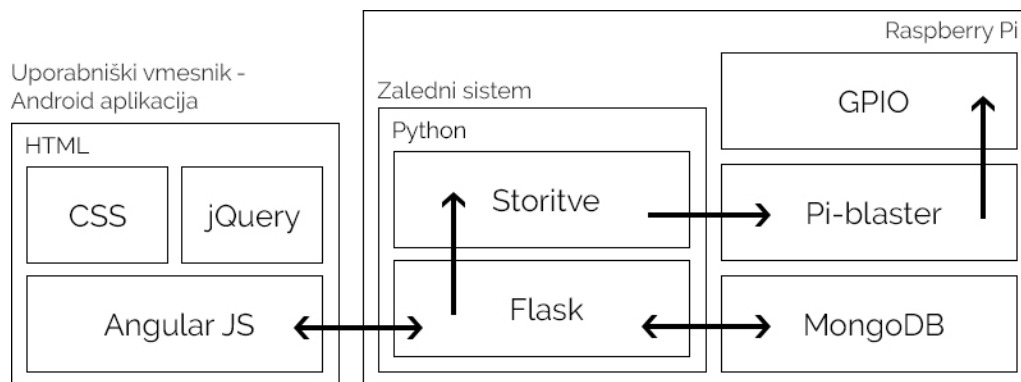 Raspberry Pi
Uporabniški vmesnik -
Android aplikacija
HTML
CSS
jQuery
Angular JS
Zaledni sistem
Python
Storitve
Flask
GPIO
Pi-blaster
MongoDB